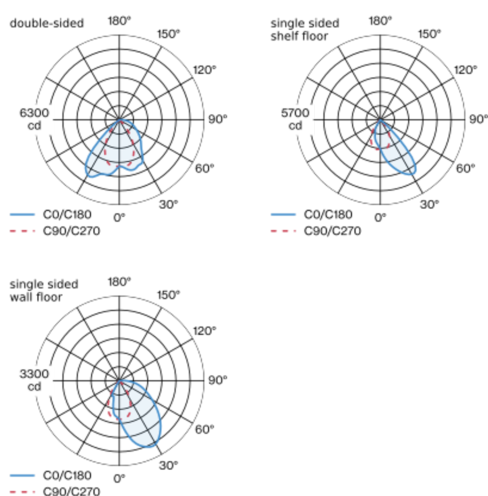 double-sided
180°
150°
120°
6300
cd
90°
60°
30°
0°
C0/C180
C90/C270
single sided
shelf floor
180°
150°
120°
5700
cd
90°
60°
30°
0°
C0/C180
C90/C270
single sided
wall floor
180°
150°
120°
3300
cd
90°
60°
30°
0°
C0/C180
C90/C270